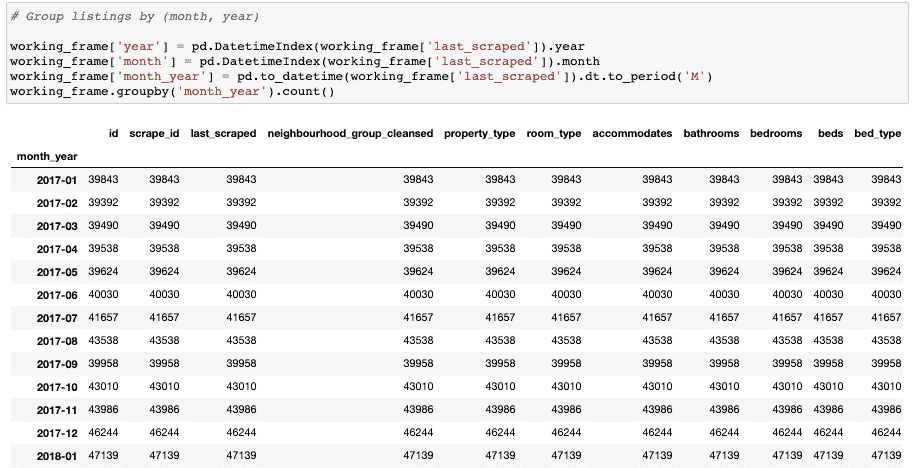 # Group listings by (month, year)
working_frame['year'] = pd.DatetimeIndex(working_frame['last_scraped']).year
working_frame['month'] = pd.DatetimeIndex(working_frame['last_scraped']).month
working_frame['month_year'] = pd.to_datetime(working_frame['last_scraped']).dt.to_period('M')
working_frame.groupby('month_year').count()
id scrape_id last_scraped neighbourhood_group_cleansed property_type room_type accommodates bathrooms bedrooms beds bed_type
month_year
2017-01 39843 39843 39843 39843 39843 39843 39843 39843 39843 39843 39843
2017-02 39392 39392 39392 39392 39392 39392 39392 39392 39392 39392 39392
2017-03 39490 39490 39490 39490 39490 39490 39490 39490 39490 39490 39490
2017-04 39538 39538 39538 39538 39538 39538 39538 39538 39538 39538 39538
2017-05 39624 39624 39624 39624 39624 39624 39624 39624 39624 39624 39624
2017-06 40030 40030 40030 40030 40030 40030 40030 40030 40030 40030 40030
2017-07 41657 41657 41657 41657 41657 41657 41657 41657 41657 41657 41657
2017-08 43538 43538 43538 43538 43538 43538 43538 43538 43538 43538 43538
2017-09 39958 39958 39958 39958 39958 39958 39958 39958 39958 39958 39958
2017-10 43010 43010 43010 43010 43010 43010 43010 43010 43010 43010 43010
2017-11 43986 43986 43986 43986 43986 43986 43986 43986 43986 43986 43986
2017-12 46244 46244 46244 46244 46244 46244 46244 46244 46244 46244 46244
2018-01 47139 47139 47139 47139 47139 47139 47139 47139 47139 47139 47139